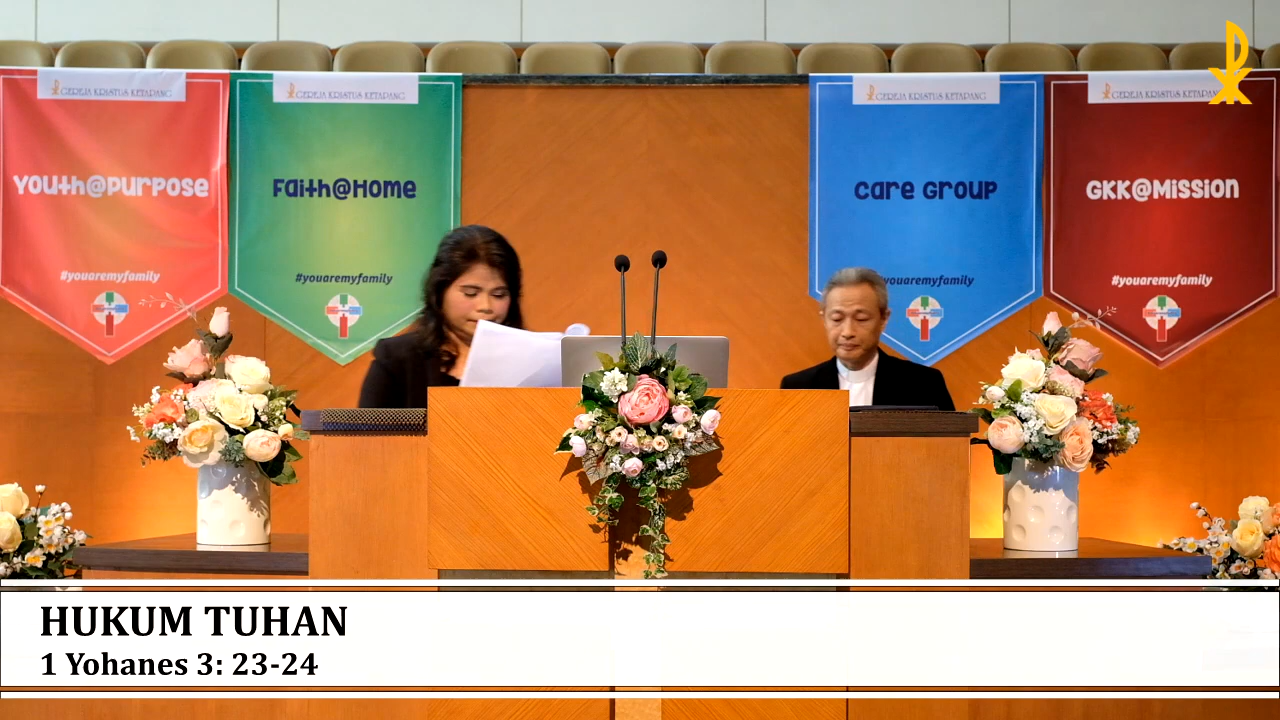 GEREJA KRISTUS KETAPANG
Youth@Purpose
#youaremyfamily
GEREJA KRISTUS KETAPANG
Faith@Home
#youaremyfamily
GEREJA KRISTUS KETAPANG
Care Group
#youaremyfamily
GEREJA KRISTUS KETAPANG
GKK@Mission
#youaremyfamily
HUKUM TUHAN
1 Yohanes 3: 23-24